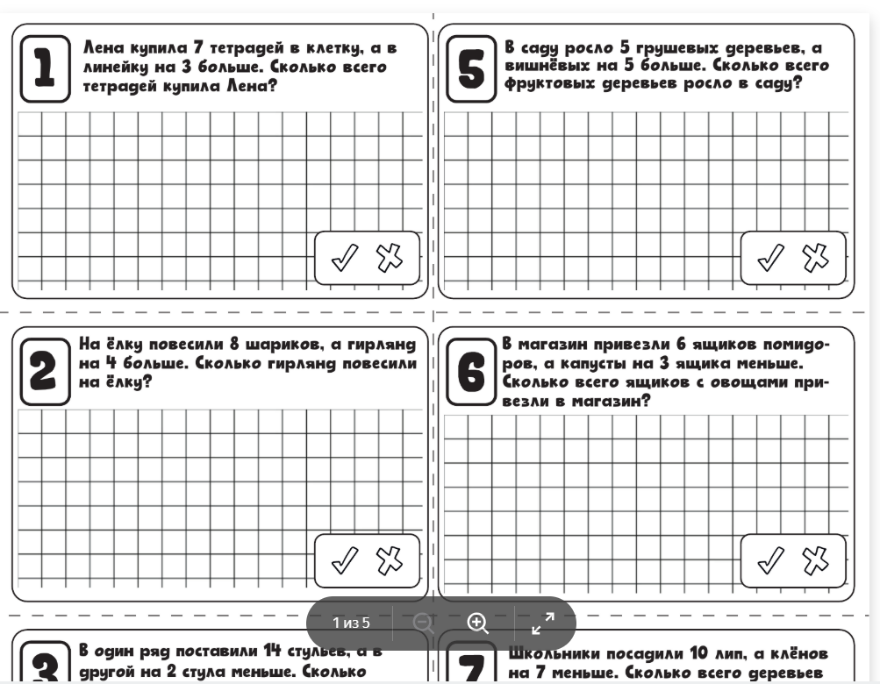 1
Лена купила 7 тетрадей в клетку, а в
линейку на 3 больше. Сколько всего
тетрадей купила Лена?
5
В саду росло 5 грушевых деревьев, а
вишнёвых на 5 больше. Сколько всего
фруктовых деревьев росло в саду?
2
На ёлку повесили 8 шариков, а гирлянд
на 4 больше. Сколько гирлянд повесили
на ёлку?
6
В магазин привезли 6 ящиков помидо-
ров, а капусты на 3 ящика меньше.
Сколько всего ящиков с овощами при-
везли в магазин?
1 из 5
3
В один ряд поставили 14 стульев, а в
другой на 2 стула меньше. Сколько
7
Школьники посадили 10 лип, а клёнов
на 7 меньше. Сколько всего деревьев